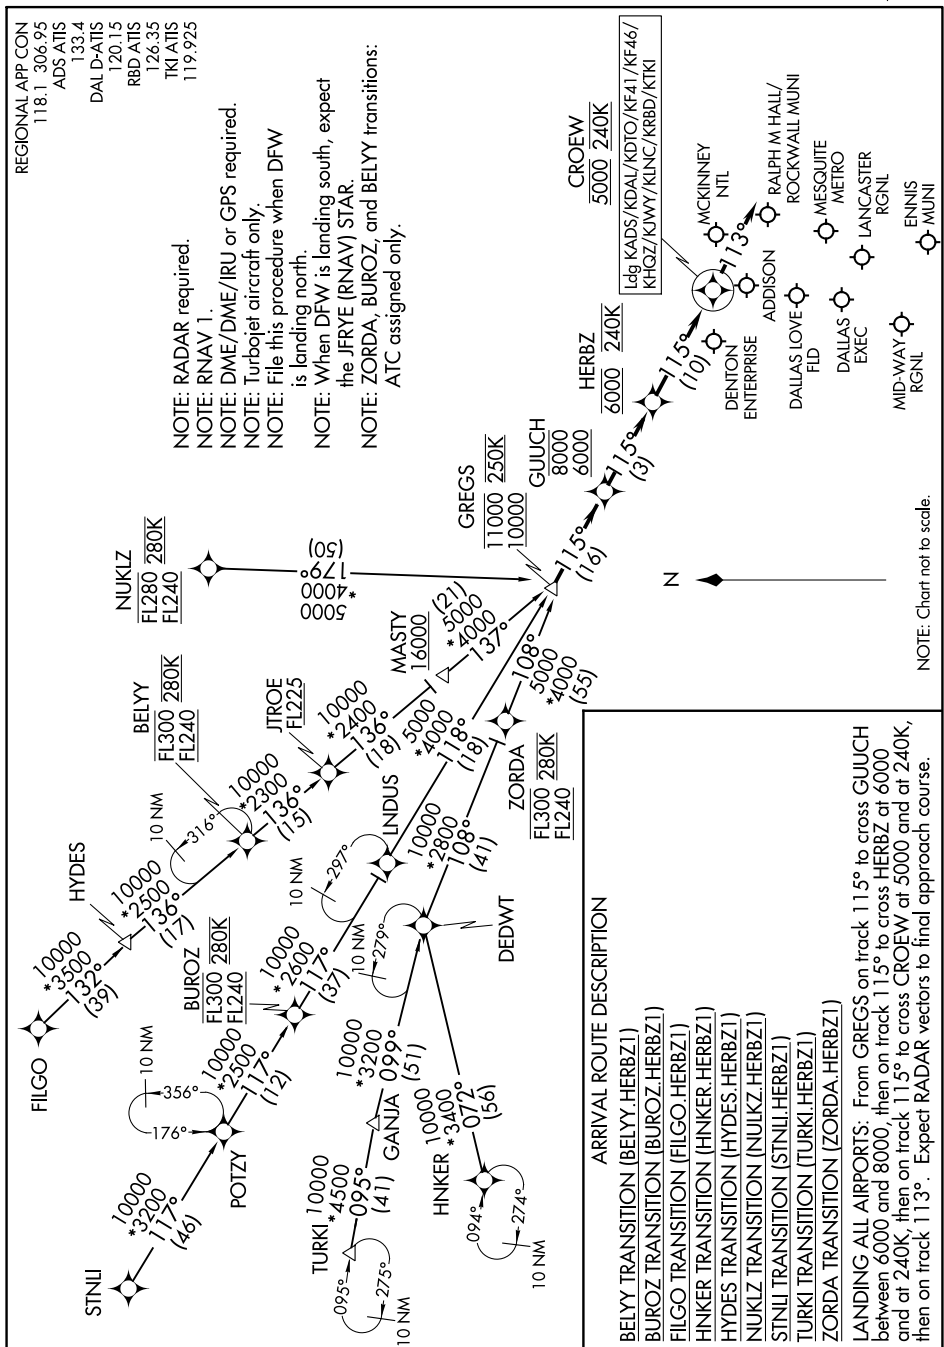 REGIONAL APP CON
118.1 306.95
ADS ATIS
133.4
DAL D-ATIS
120.15
RBD ATIS
126.35
TKI ATIS
119.925
NOTE: RADAR required.
NOTE: RNAV 1.
NOTE: DME/DME/IRU or GPS required.
NOTE: Turbojet aircraft only.
NOTE: File this procedure when DFW
is landing north.
NOTE: When DFW is landing south, expect
the JFRYE (RNAV) STAR.
NOTE: ZORDA, BUROZ, and BELYY transitions:
ATC assigned only.
FILGO
10000
*3500
132°
(39)
HYDES
10000
*2500
136°
(17)
10 NM
316°
BELYY
FL300 280K
FL240
10000
*2300
136°
(15)
JTROE
FL225
10000
*2400
136°
(18)
MASTY
16000
(21)
5000
*4000
137°
NUKLZ
FL280 280K
FL240
5000
*4000
179°
(50)
STNLI
10000
*3200
117°
(46)
POTZY
10 NM
356°
176°
10000
*2500
117°
(12)
BUROZ
FL300 280K
FL240
10000
*2600
117°
(37)
10 NM
297°
LNDUS
5000
*4000
118°
(18)
TURKI
10000
*4500
095°
(41)
095°
275°
10 NM
GANJA
10000
*3200
099°
(51)
10 NM
279°
HNKER
10000
*3400
072°
(56)
094°
274°
10 NM
DEDWT
10000
*2800
108°
(41)
ZORDA
FL300 280K
FL240
108°
5000
*4000
(55)
GREGS
11000 250K
10000
115°
(16)
GUUCH
8000
6000
115°
(3)
HERBZ
6000 240K
115°
(10)
CROEW
5000 240K
Ldg KADS/KDAL/KDTO/KF41/KF46/
KHQZ/KJWY/KLNC/KRBD/KTKI
113°
MCKINNEY
NTL
RALPH M HALL/
ROCKWALL MUNI
DENTON
ENTERPRISE
ADDISON
MESQUITE
METRO
DALLAS LOVE
FLD
LANCASTER
RGNL
DALLAS
EXEC
ENNIS
MUNI
MID-WAY
RGNL
N
NOTE: Chart not to scale.
ARRIVAL ROUTE DESCRIPTION
BELYY TRANSITION (BELYY.HERBZ1)
BUROZ TRANSITION (BUROZ.HERBZ1)
FILGO TRANSITION (FILGO.HERBZ1)
HNKER TRANSITION (HNKER.HERBZ1)
HYDES TRANSITION (HYDES.HERBZ1)
NUKLZ TRANSITION (NULKZ.HERBZ1)
STNLI TRANSITION (STNLI.HERBZ1)
TURKI TRANSITION (TURKI.HERBZ1)
ZORDA TRANSITION (ZORDA.HERBZ1)
LANDING ALL AIRPORTS: From GREGS on track 115° to cross GUUCH
between 6000 and 8000, then on track 115° to cross HERBZ at 6000
and at 240K, then on track 115° to cross CROEW at 5000 and at 240K,
then on track 113°. Expect RADAR vectors to final approach course.